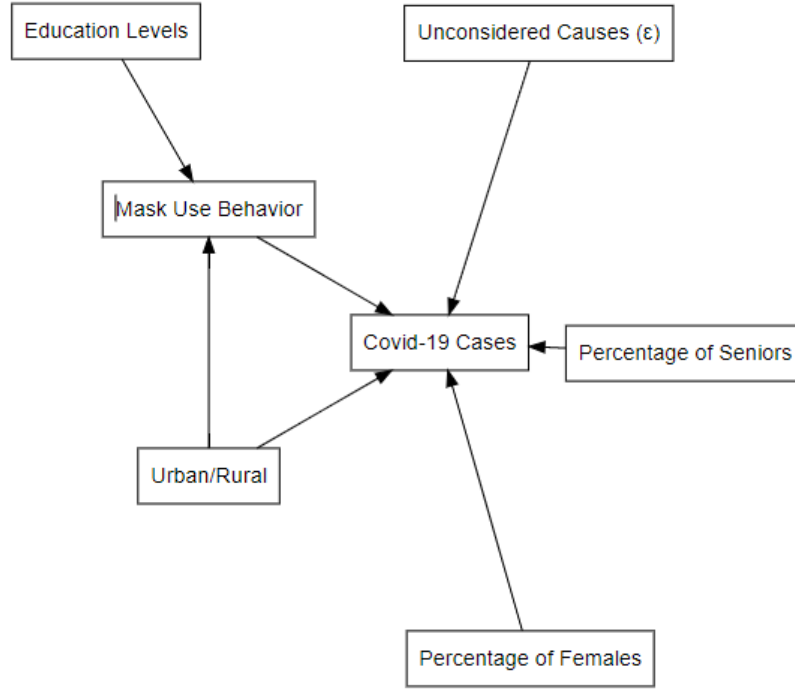 Education Levels
Unconsidered Causes (ε)
Mask Use Behavior
Covid-19 Cases
Percentage of Seniors
Urban/Rural
Percentage of Females